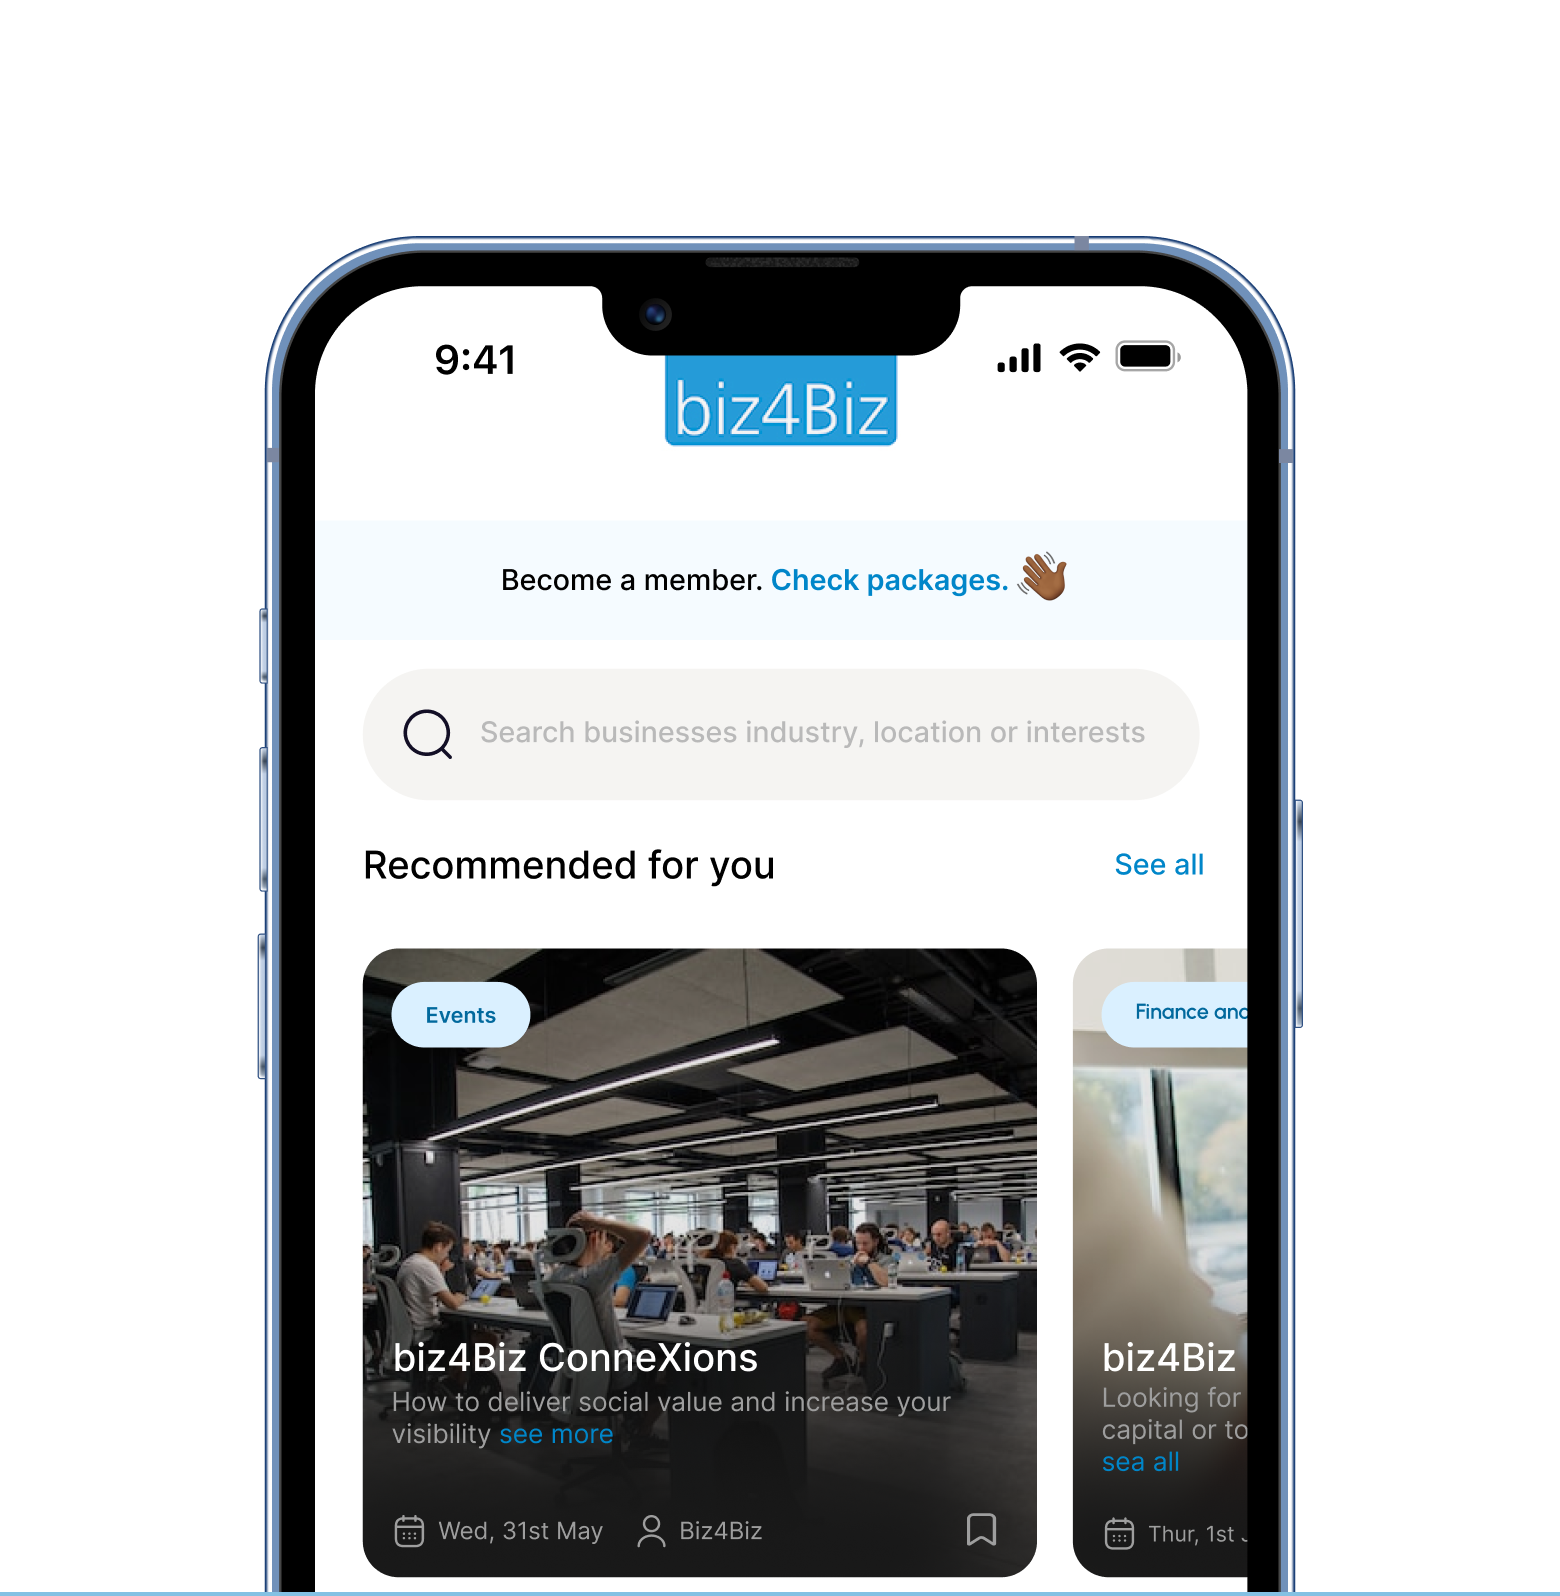 9:41
biz4Biz
Become a member. Check packages.
Search businesses industry, location or interests
Recommended for you
See all
Events
biz4Biz ConneXions
How to deliver social value and increase your
visibility see more
Wed, 31st May
Biz4Biz
Finance and
biz4Biz
Looking for
capital or to
sea all
Thur, 1st